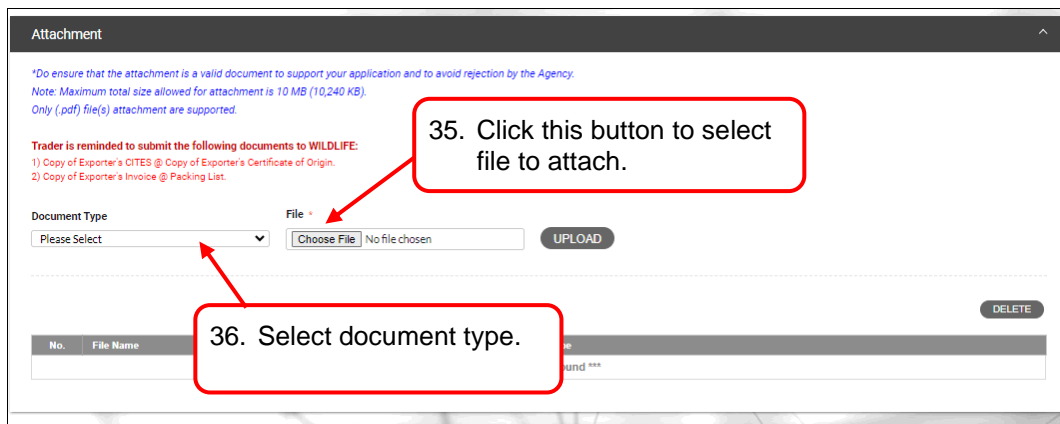 Attachment
*Do ensure that the attachment is a valid document to support your application and to avoid rejection by the Agency.
Note: Maximum total size allowed for attachment is 10 MB (10,240 KB).
Only (.pdf) file(s) attachment are supported.
35. Click this button to select
file to attach.
Trader is reminded to submit the following documents to WILDLIFE:
1) Copy of Exporter's CITES @ Copy of Exporter's Certificate of Origin.
2) Copy of Exporter's Invoice @ Packing List.
Document Type File *
Please Select Choose File No file chosen UPLOAD
DELETE
36. Select document type.
No. File Name
***